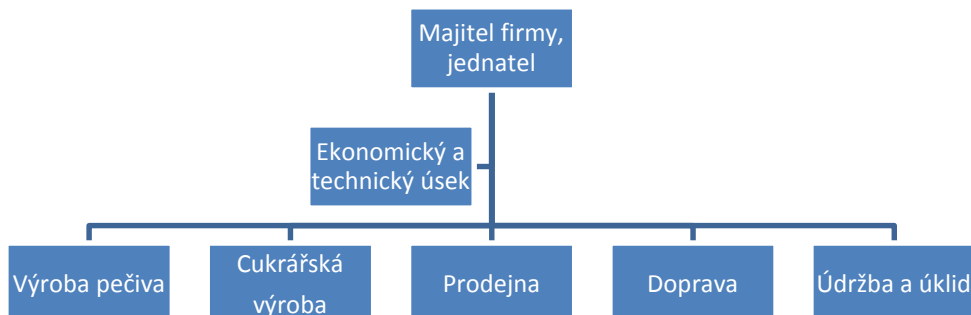 Majitel firmy,
jednatel
Ekonomický a
technický úsek
Výroba pečiva
Cukrářská
výroba
Prodejna
Doprava
Údržba a úklid